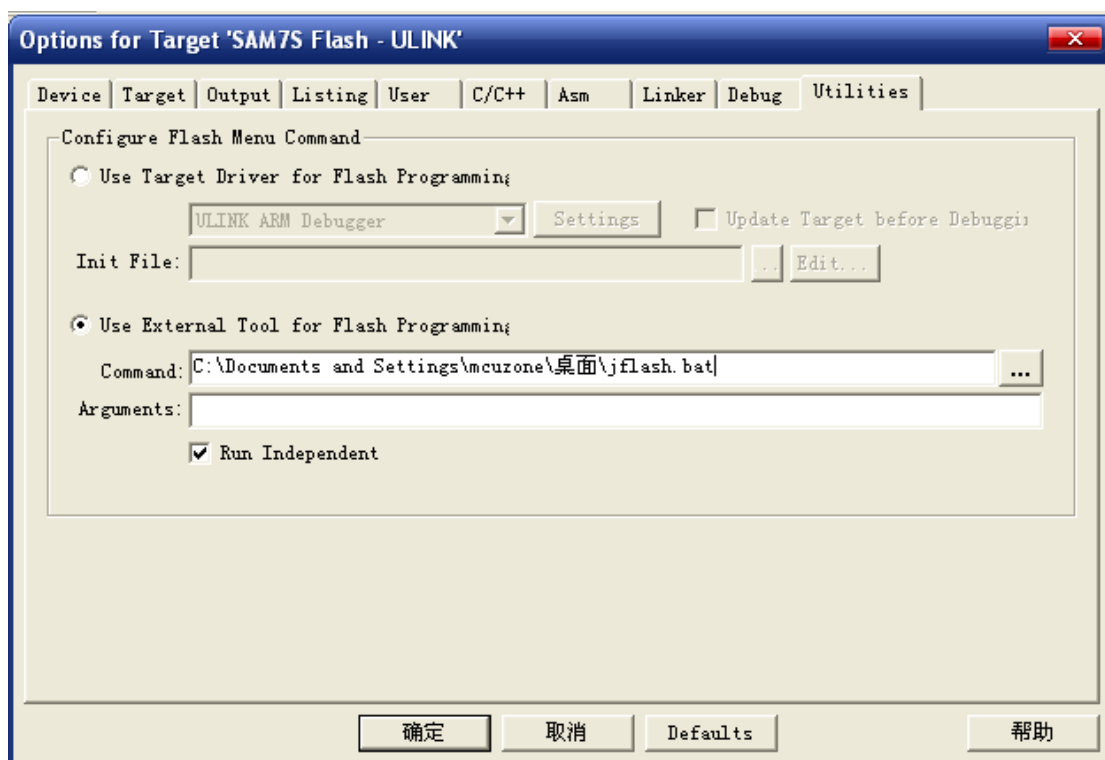 Options for Target 'SAM7S Flash - ULINK'
Device Target Output Listing User C/C++ Asm Linker Debug Utilities
Configure Flash Menu Command
Use Target Driver for Flash Programming
ULINK ARM Debugger Settings Update Target before Debuggin
Init File: .. Edit...
Use External Tool for Flash Programming
Command: C:\Documents and Settings\mcuzone\桌面\jflash.bat ...
Arguments:
Run Independent
确定 取消 Defaults 帮助